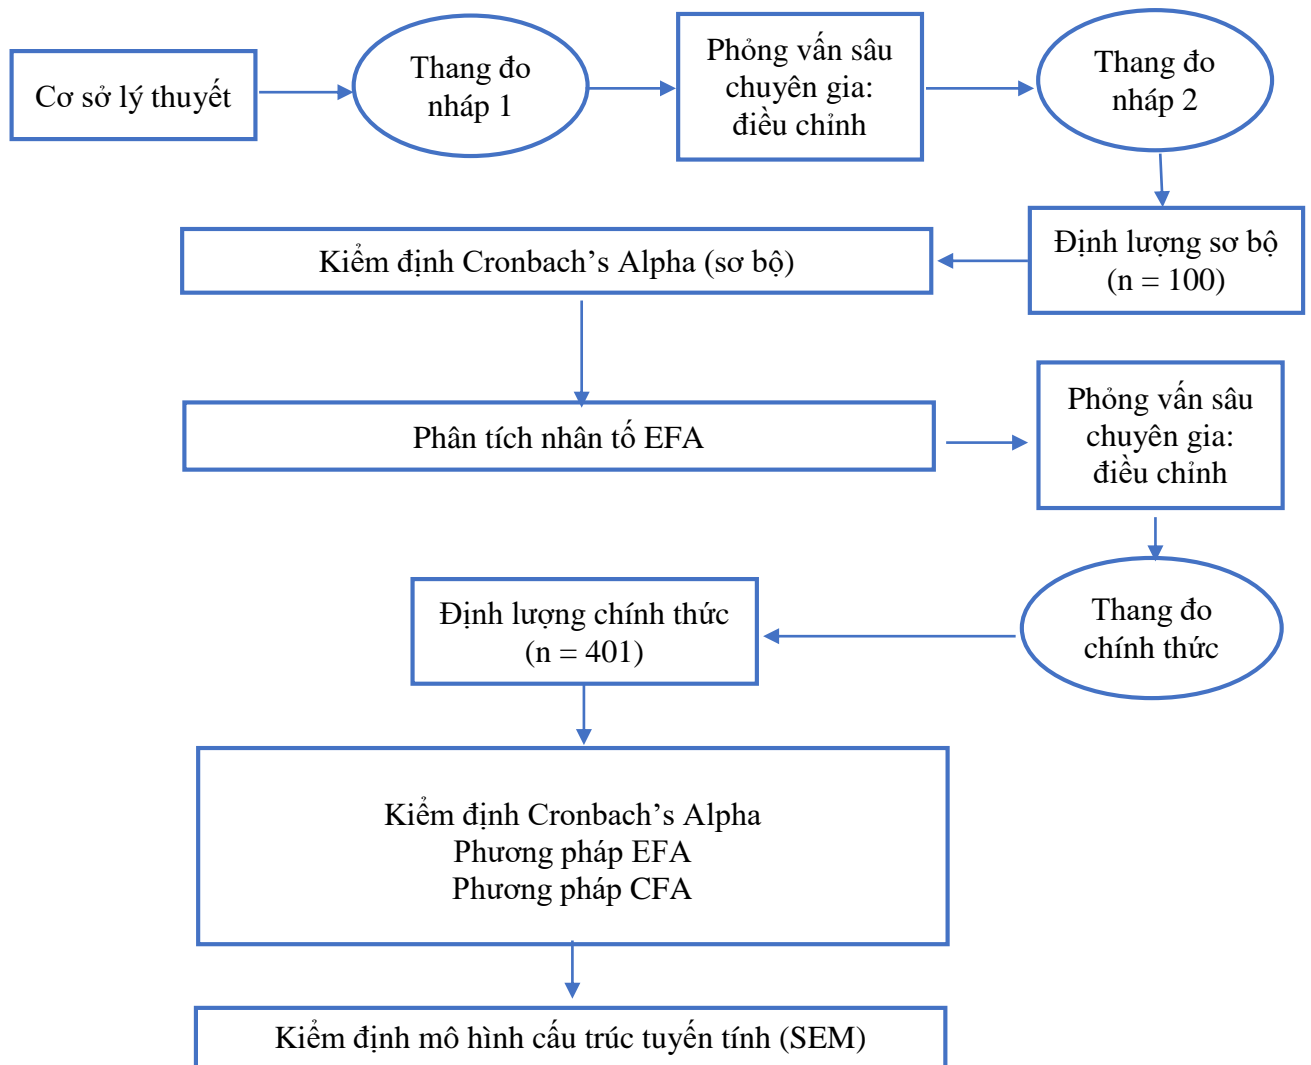 Cơ sở lý thuyết
Thang đo
nháp 1
Phỏng vấn sâu
chuyên gia:
điều chỉnh
Thang đo
nháp 2
Định lượng sơ bộ
(n = 100)
Kiểm định Cronbach’s Alpha (sơ bộ)
Phân tích nhân tố EFA
Phỏng vấn sâu
chuyên gia:
điều chỉnh
Thang đo
chính thức
Định lượng chính thức
(n = 401)
Kiểm định Cronbach’s Alpha
Phương pháp EFA
Phương pháp CFA
Kiểm định mô hình cấu trúc tuyến tính (SEM)